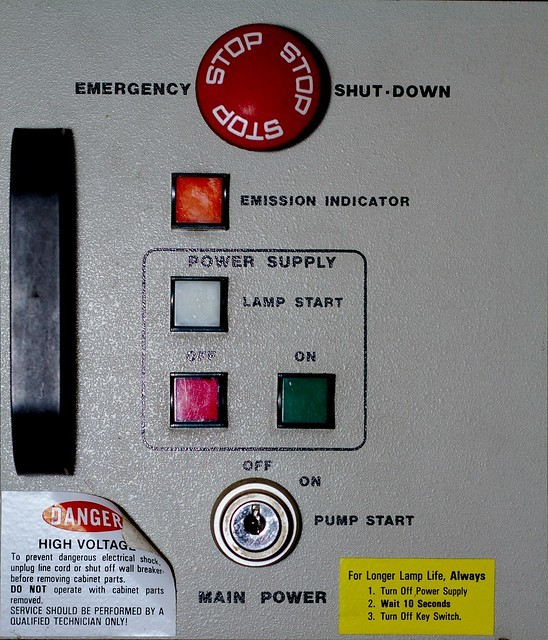 STOP STOP STOP
EMERGENCY SHUT-DOWN
EMISSION INDICATOR
POWER SUPPLY
LAMP START
OFF ON
OFF
ON
PUMP START
MAIN POWER
DANGER
HIGH VOLTAGE
To prevent dangerous electrical shock,
unplug line cord or shut off wall breaker
before removing cabinet parts.
DO NOT operate with cabinet parts
removed.
SERVICE SHOULD BE PERFORMED BY A
QUALIFIED TECHNICIAN ONLY!
For Longer Lamp Life, Always
1. Turn Off Power Supply
2. Wait 10 Seconds
3. Turn Off Key Switch.